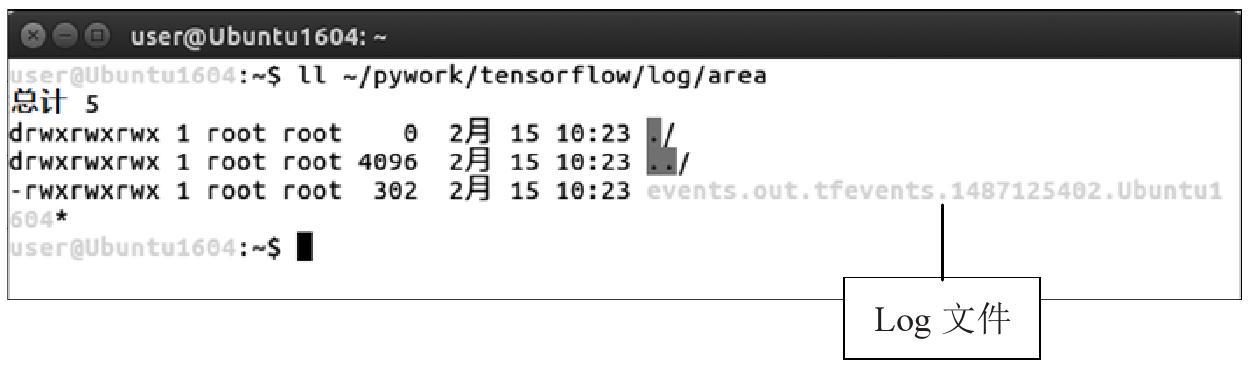 user@Ubuntu1604: ~
user@Ubuntu1604:~$ ll ~/pywork/tensorflow/log/area
总计 5
drwxrwxrwx 1 root root    0  2月  15 10:23 ./
drwxrwxrwx 1 root root 4096  2月  15 10:23 ../
-rwxrwxrwx 1 root root  302  2月  15 10:23 events.out.tfevents.1487125402.Ubuntu1
604*
user@Ubuntu1604:~$
Log 文件